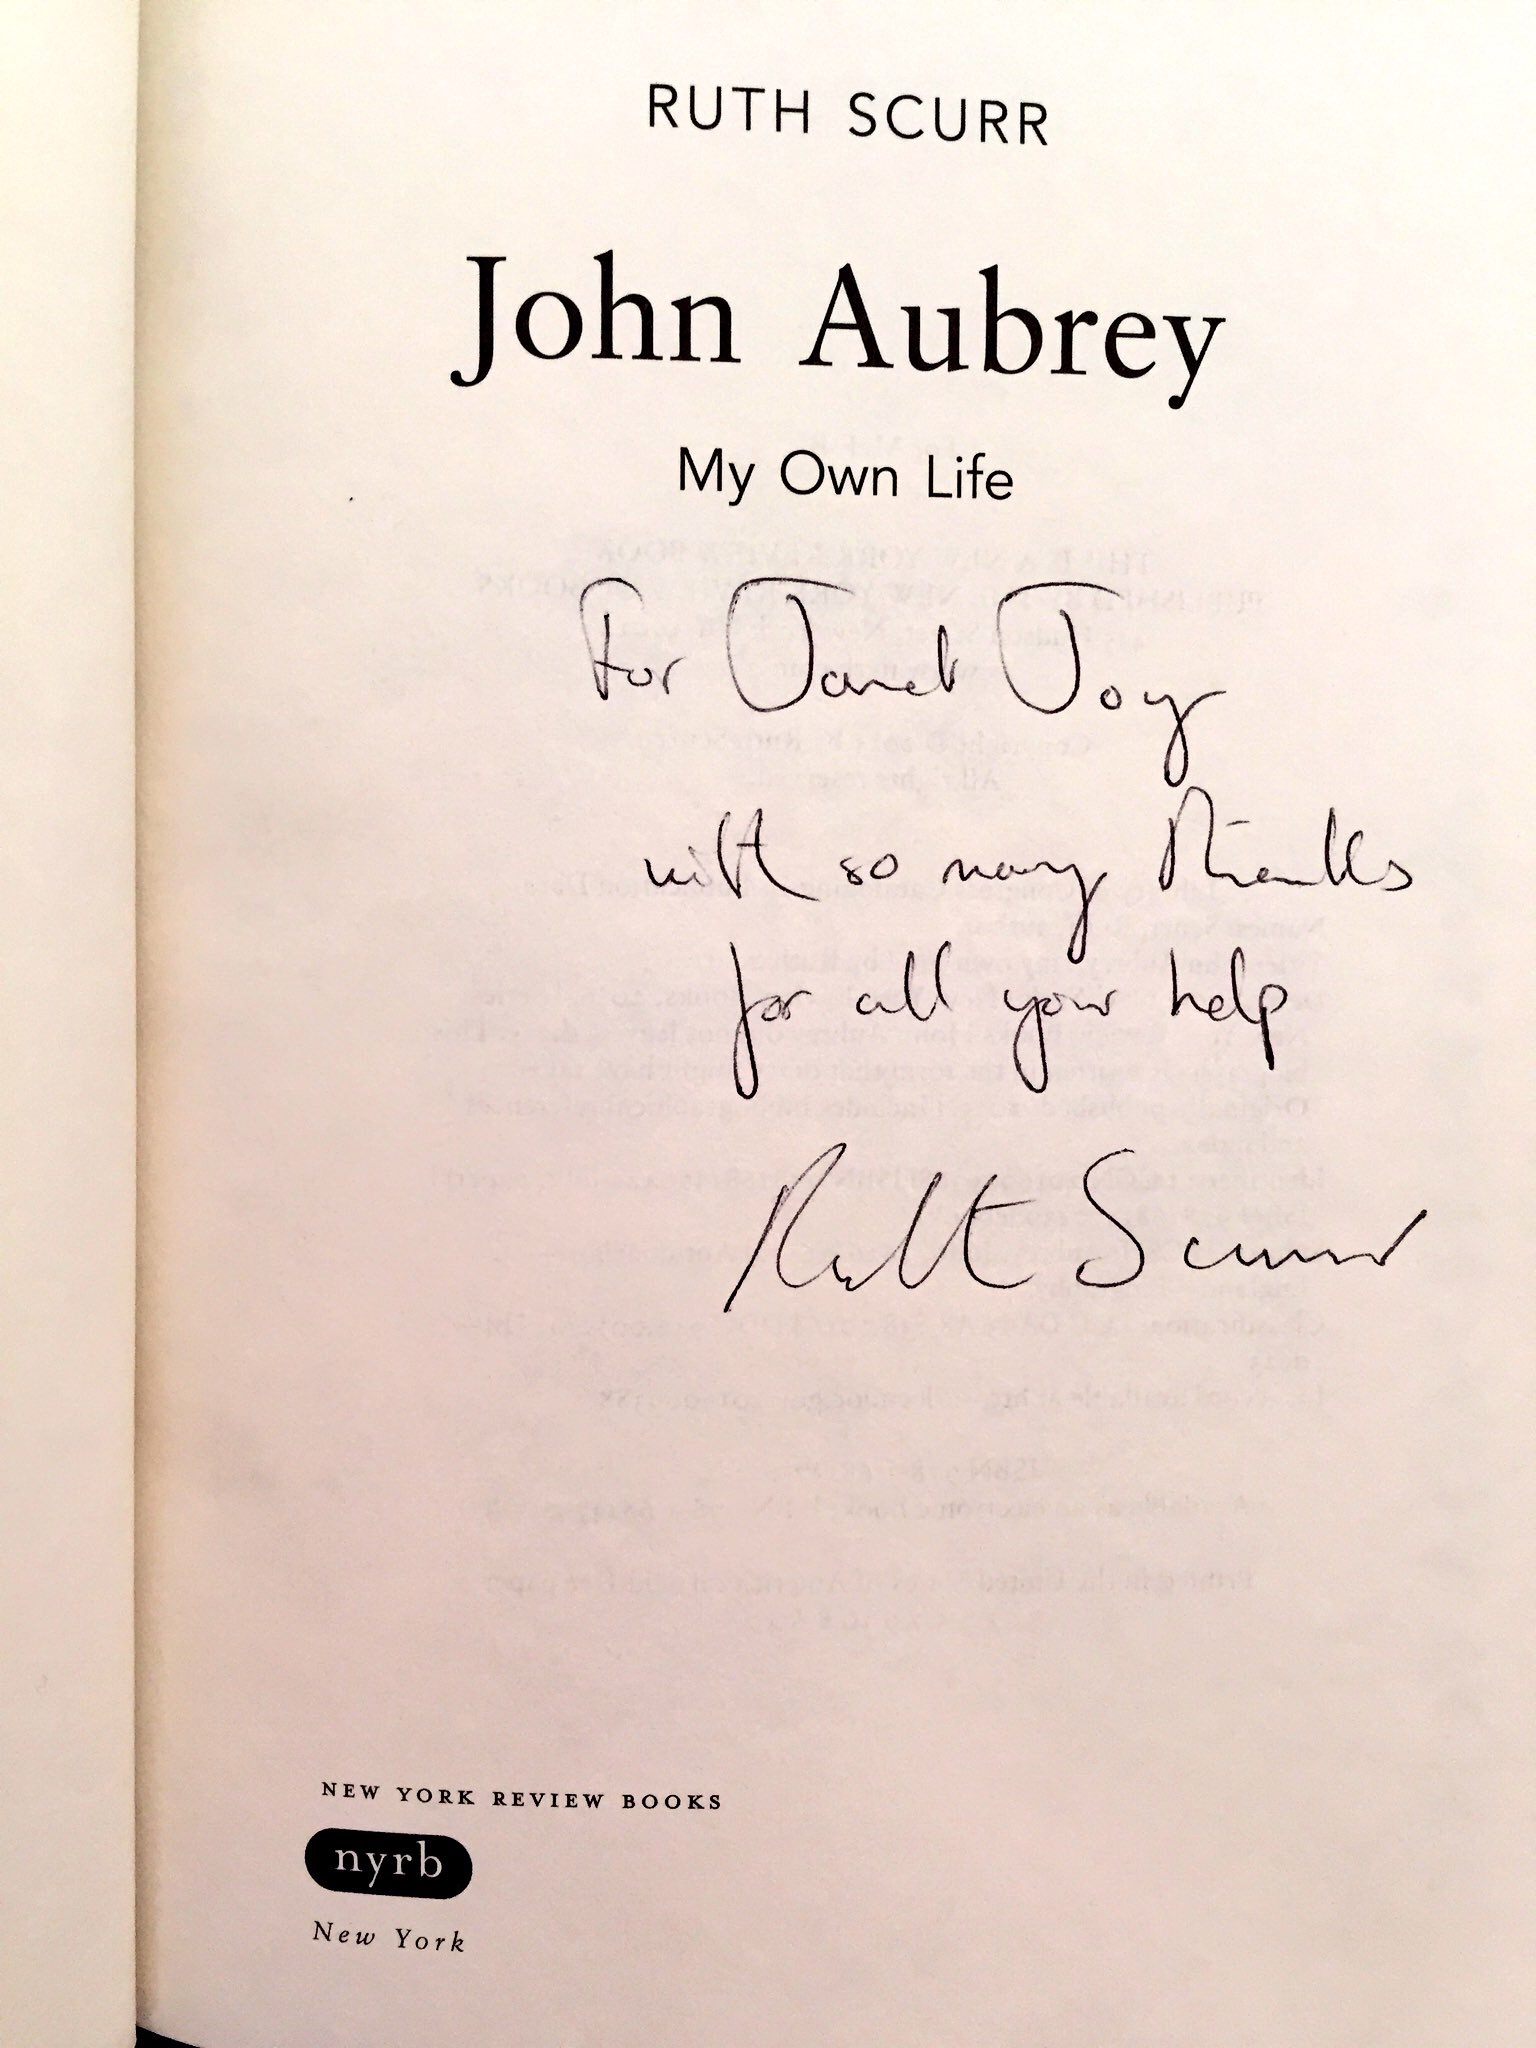 RUTH SCURR
John Aubrey
My Own Life
For Janet Joy
with so many thanks
for all your help
Ruth Scurr
NEW YORK REVIEW BOOKS
nyrb
New York